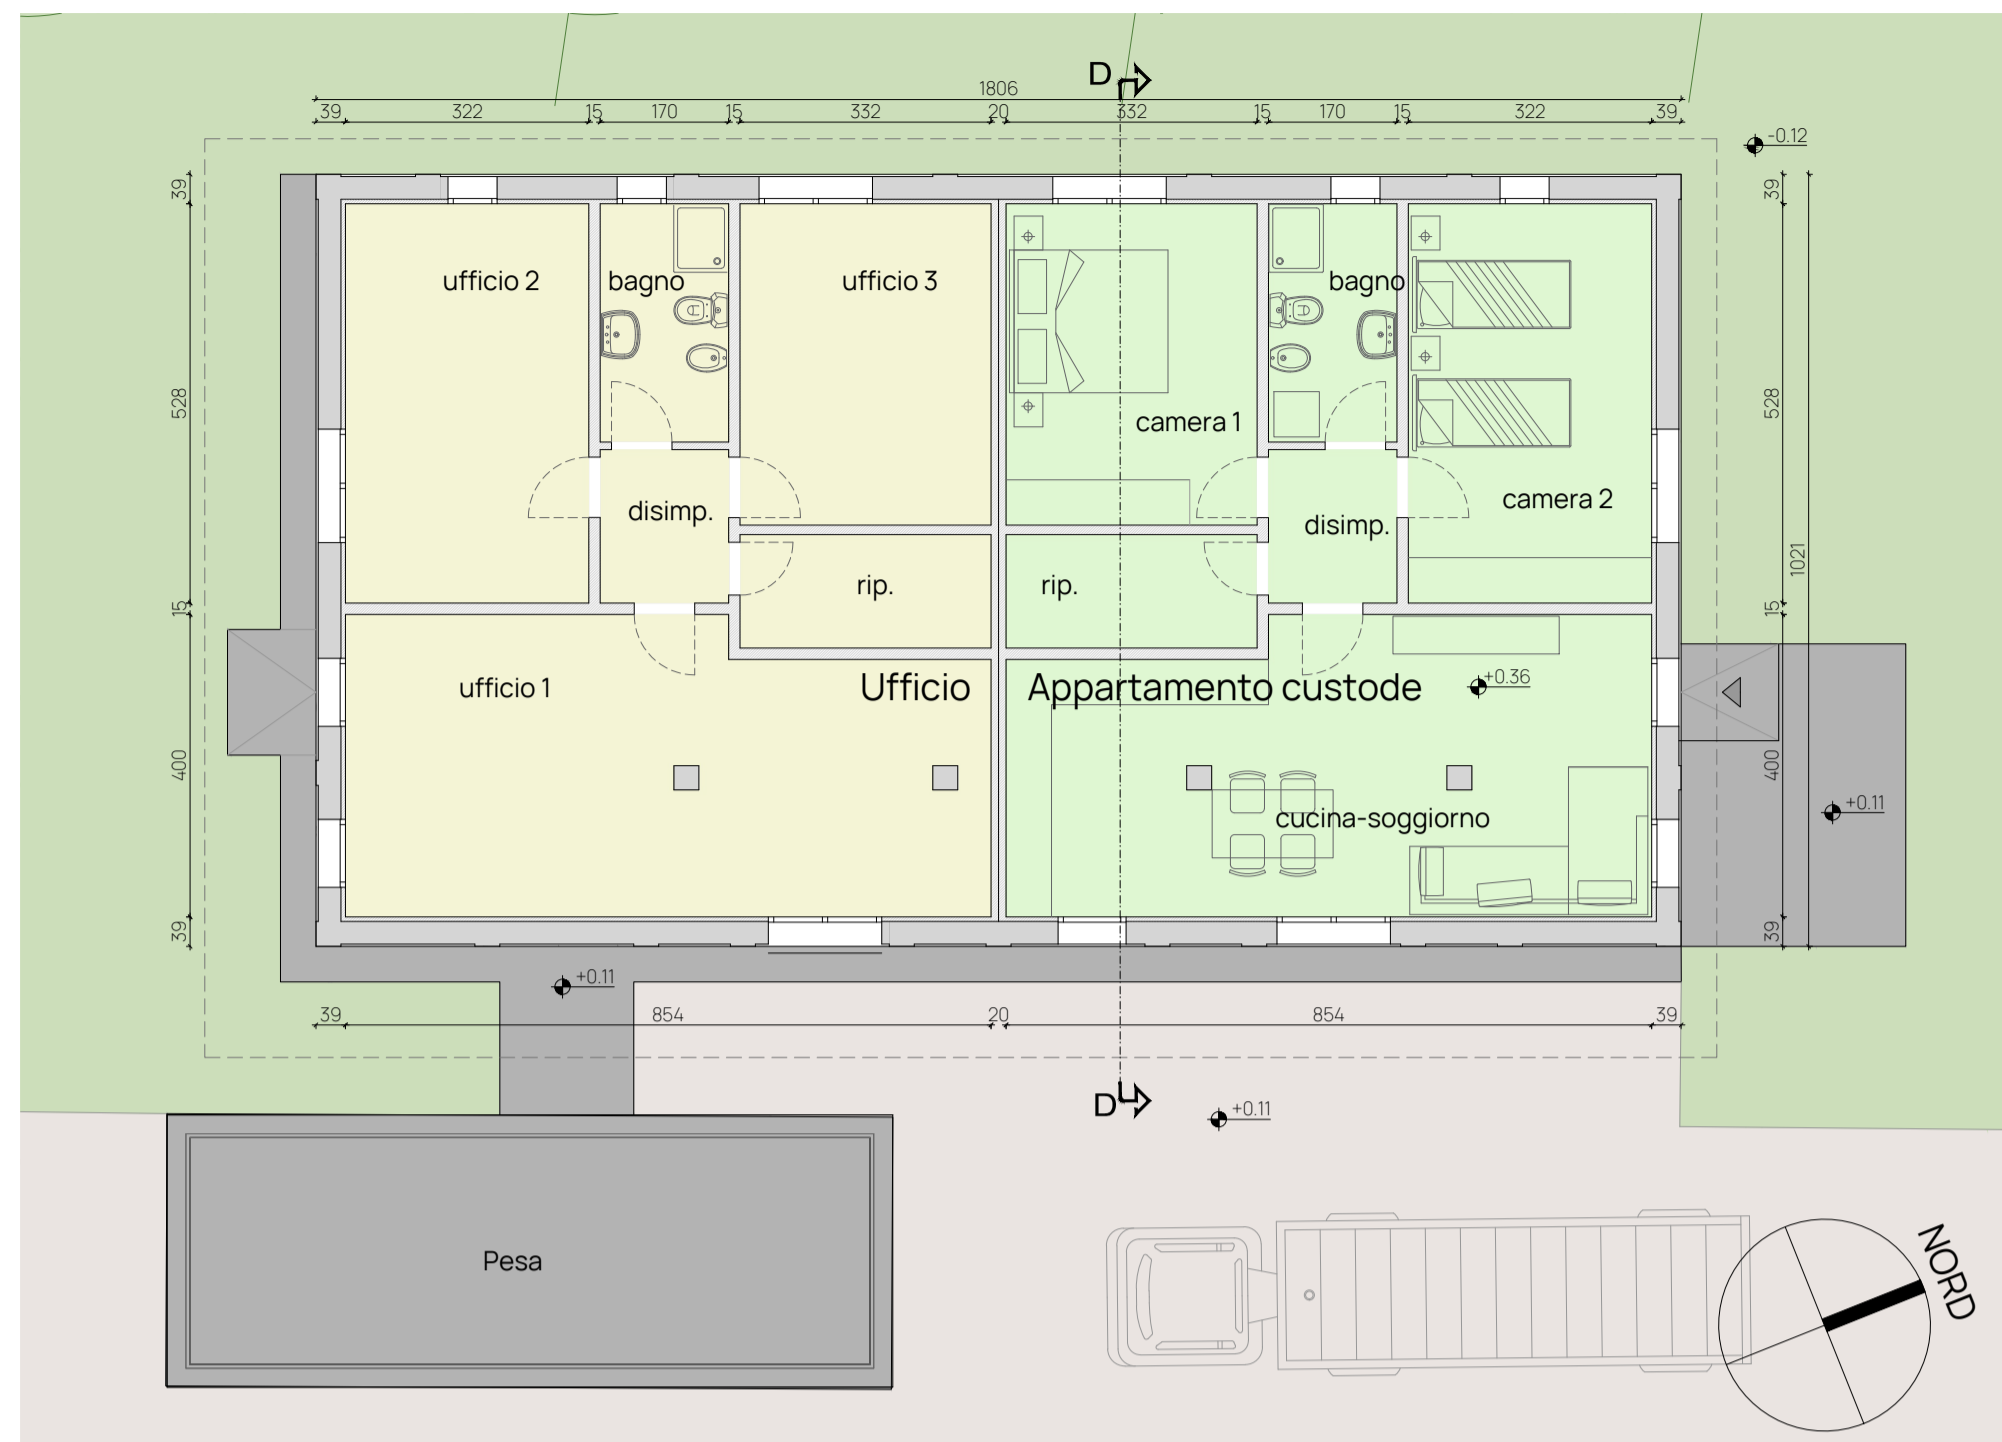 D
1806
39 322 15 170 15 332 20 332 15 170 15 322 39
-0.12
39
39
ufficio 2
bagno
ufficio 3
bagno
528
camera 1
528
camera 2
disimp.
disimp.
1021
rip.
rip.
15
15
ufficio 1
Ufficio
Appartamento custode
+0.36
400
400
cucina-soggiorno
+0.11
39
39
+0.11
39 854 20 854 39
D
+0.11
Pesa
NORD